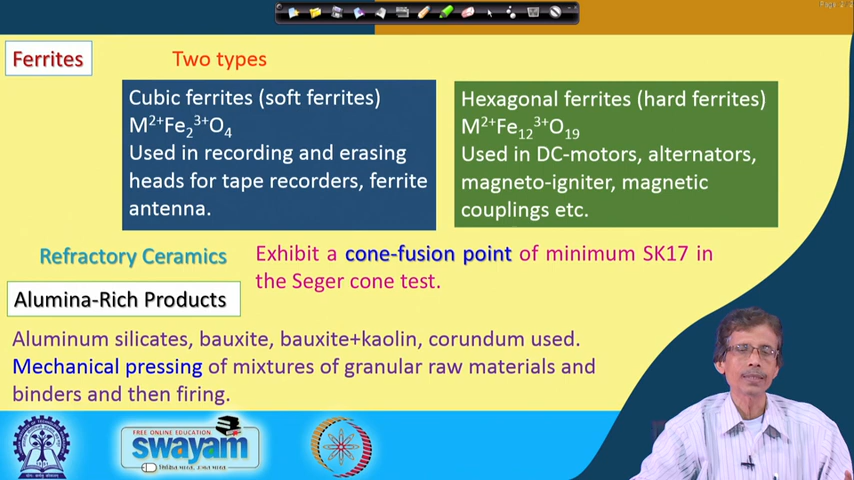 Ferrites
Two types
Cubic ferrites (soft ferrites)
M²⁺Fe₂³⁺O₄
Used in recording and erasing
heads for tape recorders, ferrite
antenna.
Hexagonal ferrites (hard ferrites)
M²⁺Fe₁₂³⁺O₁₉
Used in DC-motors, alternators,
magneto-igniter, magnetic
couplings etc.
Refractory Ceramics
Exhibit a cone-fusion point of minimum SK17 in
the Seger cone test.
Alumina-Rich Products
Aluminum silicates, bauxite, bauxite+kaolin, corundum used.
Mechanical pressing of mixtures of granular raw materials and
binders and then firing.
FREE ONLINE EDUCATION
swayam